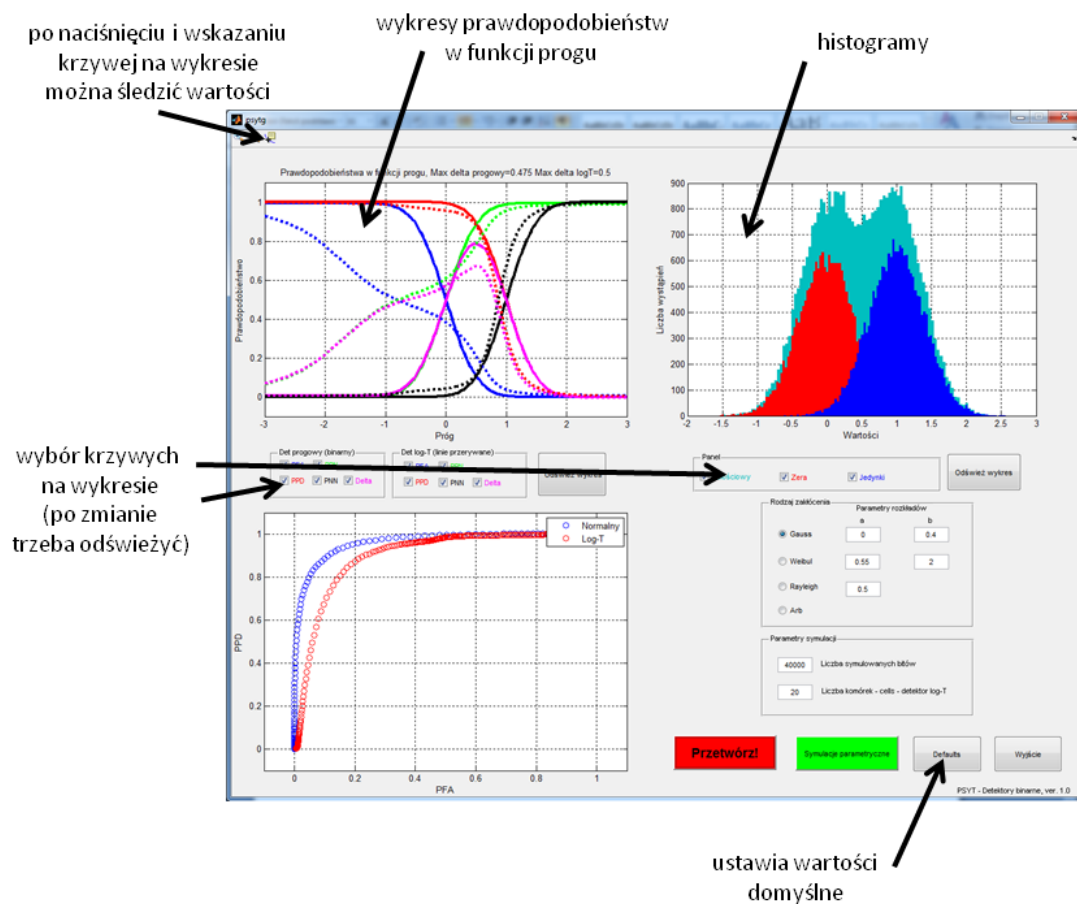 po naciśnięciu i wskazaniu
krzywej na wykresie
można śledzić wartości
wykresy prawdopodobieństw
w funkcji progu
histogramy
psytg
Prawdopodobieństwa w funkcji progu, Max delta progowy=0.475 Max delta logT=0.5
Prawdopodobieństwo
1
0.8
0.6
0.4
0.2
0
-3
-2
-1
0
1
2
3
Próg
Liczba wystąpień
900
800
700
600
500
400
300
200
100
0
-2
-1.5
-1
-0.5
0
0.5
1
1.5
2
2.5
3
Wartości
wybór krzywych
na wykresie
(po zmianie
trzeba odświeżyć)
Det progowy (binarny)
PPD
PNN
Delta
Det log-T (linie przerywane)
PPD
PNN
Delta
Odśwież wykres
Panel
Zera
Jedynki
Odśwież wykres
PPD
1
0.8
0.6
0.4
0.2
0
0
0.2
0.4
0.6
0.8
1
PFA
Normalny
Log-T
Rodzaj zakłócenia
Parametry rozkładów
a
b
Gauss
0
0.4
Weibul
0.55
2
Rayleigh
0.5
Arb
Parametry symulacji
40000
Liczba symulowanych bitów
20
Liczba komórek - cells - detektor log-T
Przetwórz!
Symulacje parametryczne
Defaults
Wyjście
PSYT - Detektory binarne, ver. 1.0
ustawia wartości
domyślne